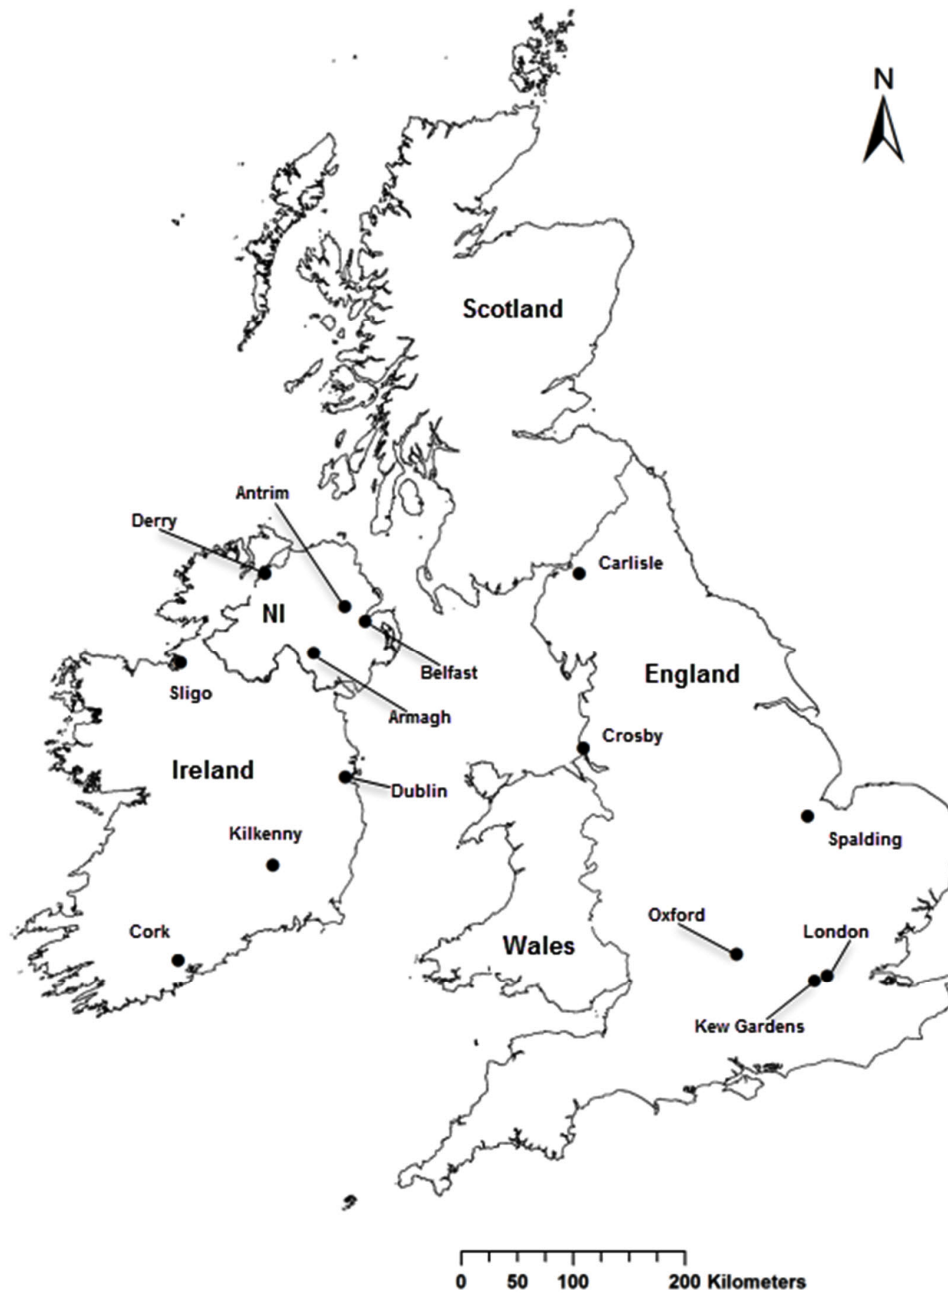 N
Scotland
Antrim
Derry
Carlisle
NI
Belfast
England
Sligo
Armagh
Crosby
Ireland
Dublin
Kilkenny
Spalding
Oxford
Cork
London
Wales
Kew Gardens
0 50 100 200 Kilometers